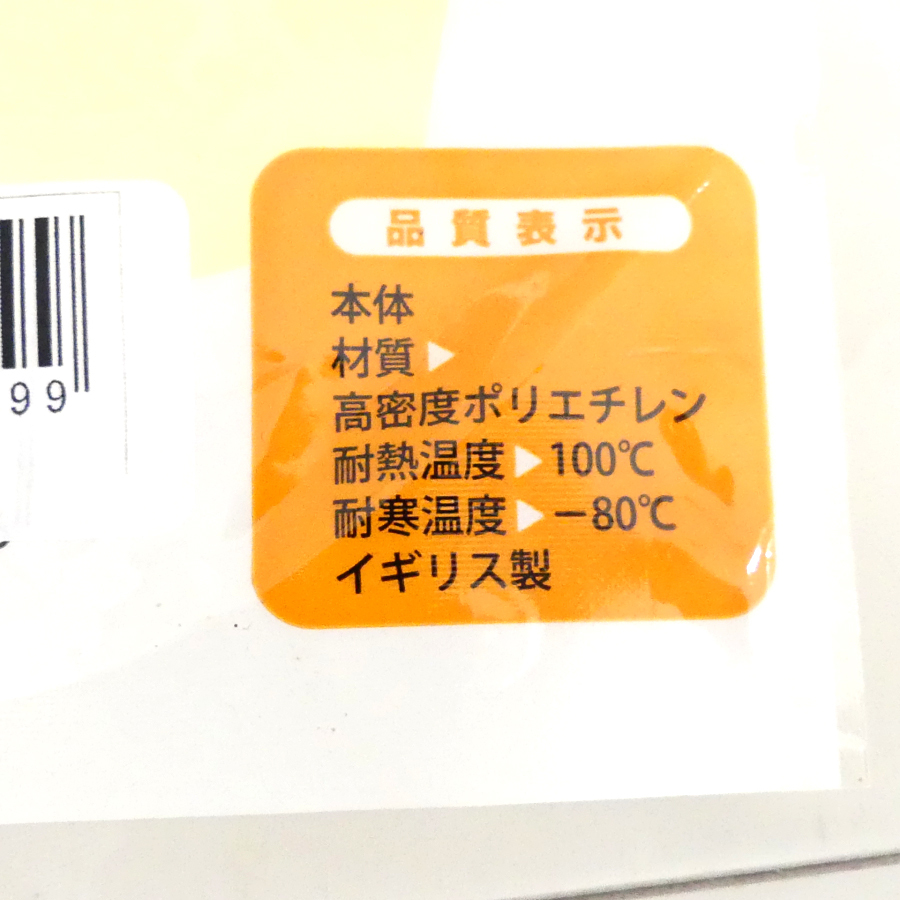 品質表示
本体
材質▶
高密度ポリエチレン
耐熱温度▶100℃
耐寒温度▶－80℃
イギリス製
99